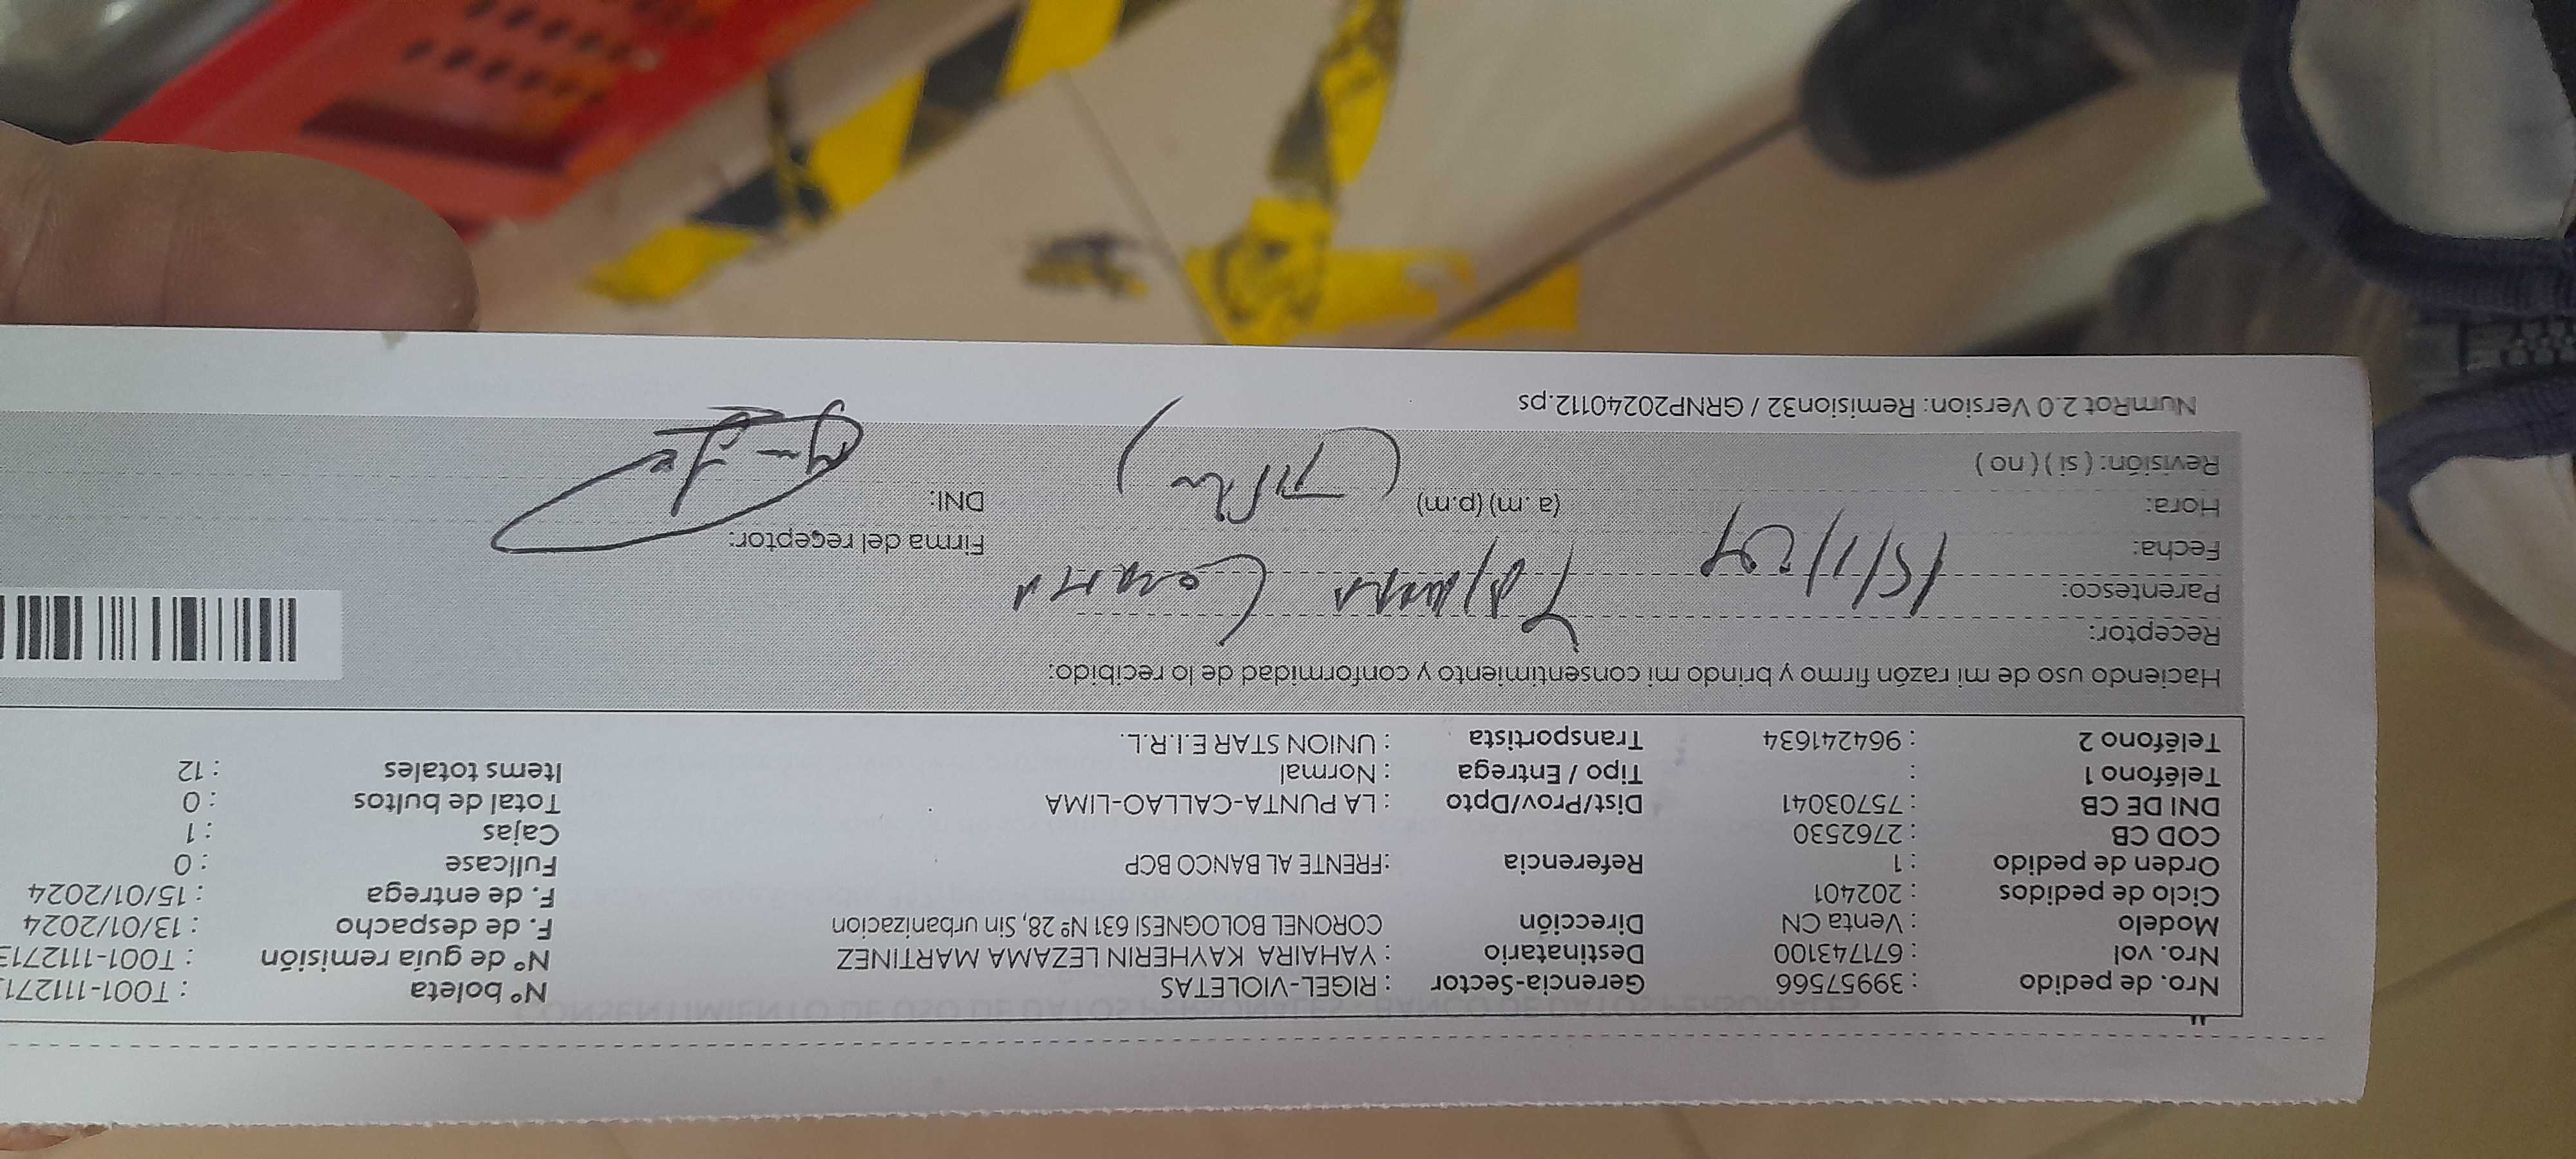 Nro. de pedido : 39957566 Gerencia-Sector : RIGEL-VIOLETAS Nº boleta : T001-111271
Nro. vol : 671743100 Destinatario : YAHAIRA KAYHERIN LEZAMA MARTINEZ Nº de guía remisión : T001-1112713
Modelo : Venta CN Dirección CORONEL BOLOGNESI 631 Nº 28, Sin urbanizacion F. de despacho : 13/01/2024
Ciclo de pedidos : 202401 F. de entrega : 15/01/2024
Orden de pedido : 1 Referencia :FRENTE AL BANCO BCP Fullcase : 0
COD CB : 2762530 Cajas : 1
DNI DE CB : 75703041 Dist/Prov/Dpto : LA PUNTA-CALLAO-LIMA Total de bultos : 0
Teléfono 1 : Tipo / Entrega : Normal Items totales : 12
Teléfono 2 : 964241634 Transportista : UNION STAR E.I.R.L.
Haciendo uso de mi razón firmo y brindo mi consentimiento y conformidad de lo recibido:
Receptor:
Parentesco:
Fecha: 15/1/24 Firma del receptor:
Hora: (a. m) (p.m) DNI:
Revisión: ( si ) ( no )
NumRot 2.0 Version: Remision32 / GRNP20240112.ps